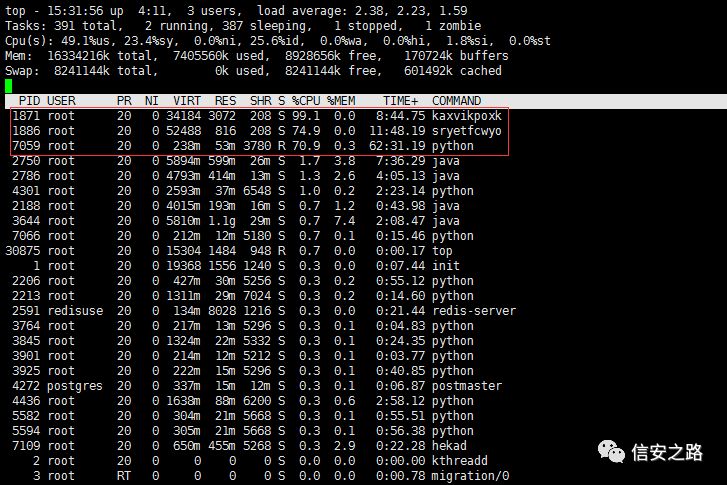 top - 15:31:56 up  4:11,  3 users,  load average: 2.38, 2.23, 1.59
Tasks: 391 total,   2 running, 387 sleeping,   1 stopped,   1 zombie
Cpu(s): 49.1%us, 23.4%sy,  0.0%ni, 25.6%id,  0.0%wa,  0.0%hi,  1.8%si,  0.0%st
Mem:  16334216k total,  7405560k used,  8928656k free,   170724k buffers
Swap:  8241144k total,        0k used,  8241144k free,   601492k cached
PID USER PR NI VIRT RES SHR S %CPU %MEM TIME+ COMMAND
1871 root 20 0 34184 3072 208 S 99.1 0.0 8:44.75 kaxvikpoxk
1886 root 20 0 52488 816 208 S 74.9 0.0 11:48.19 sryetfcwyo
7059 root 20 0 238m 53m 3780 R 70.9 0.3 62:31.19 python
2750 root 20 0 5894m 599m 26m S 1.7 3.8 7:36.29 java
2786 root 20 0 4793m 414m 13m S 1.3 2.6 4:05.13 java
4301 root 20 0 2593m 37m 6548 S 1.0 0.2 2:23.14 python
2188 root 20 0 4015m 193m 16m S 0.7 1.2 0:43.98 java
3644 root 20 0 5810m 1.1g 29m S 0.7 7.4 2:08.47 java
7066 root 20 0 212m 12m 5180 S 0.7 0.1 0:15.46 python
30875 root 20 0 15304 1484 948 R 0.7 0.0 0:00.17 top
1 root 20 0 19368 1556 1240 S 0.3 0.0 0:07.44 init
2206 root 20 0 427m 30m 5256 S 0.3 0.2 0:55.12 python
2213 root 20 0 1311m 29m 7024 S 0.3 0.2 0:14.60 python
2591 redisuse 20 0 134m 8028 1216 S 0.3 0.0 0:21.44 redis-server
3764 root 20 0 217m 13m 5296 S 0.3 0.1 0:04.83 python
3845 root 20 0 1324m 22m 5332 S 0.3 0.1 0:24.35 python
3901 root 20 0 214m 12m 5212 S 0.3 0.1 0:03.77 python
3925 root 20 0 222m 15m 5296 S 0.3 0.1 0:40.85 python
4272 postgres 20 0 337m 15m 12m S 0.3 0.1 0:06.87 postmaster
4436 root 20 0 1638m 88m 6200 S 0.3 0.6 2:58.12 python
5582 root 20 0 304m 21m 5668 S 0.3 0.1 0:55.51 python
5594 root 20 0 305m 21m 5668 S 0.3 0.1 0:56.38 python
7109 root 20 0 650m 455m 5268 S 0.3 2.9 0:22.28 hekad
2 root 20 0 0 0 0 S 0.0 0.0 0:00.00 kthreadd
3 root RT 0 0 0 0 S 0.0 0.0 0:00.78 migration/0
信安之路